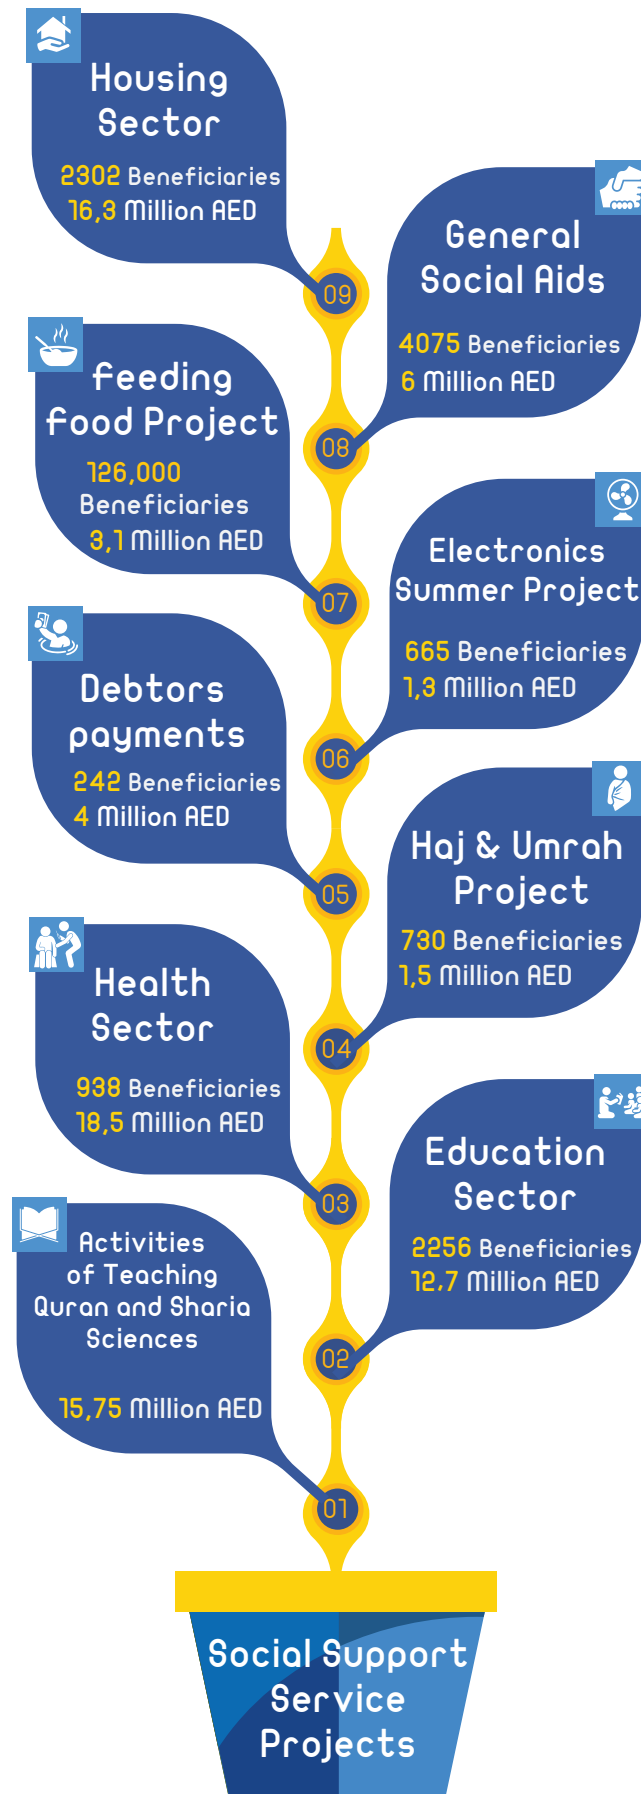 Housing
Sector
2302 Beneficiaries
16,3 Million AED
09
General
Social Aids
4075 Beneficiaries
6 Million AED
08
Feeding
Food Project
126,000
Beneficiaries
3,1 Million AED
07
Electronics
Summer Project
665 Beneficiaries
1,3 Million AED
06
Debtors
payments
242 Beneficiaries
4 Million AED
05
Haj & Umrah
Project
730 Beneficiaries
1,5 Million AED
04
Health
Sector
938 Beneficiaries
18,5 Million AED
03
Education
Sector
2256 Beneficiaries
12.7 Million AED
02
Activities
of Teaching
Quran and Sharia
Sciences
15,75 Million AED
01
Social Support
Service
Projects